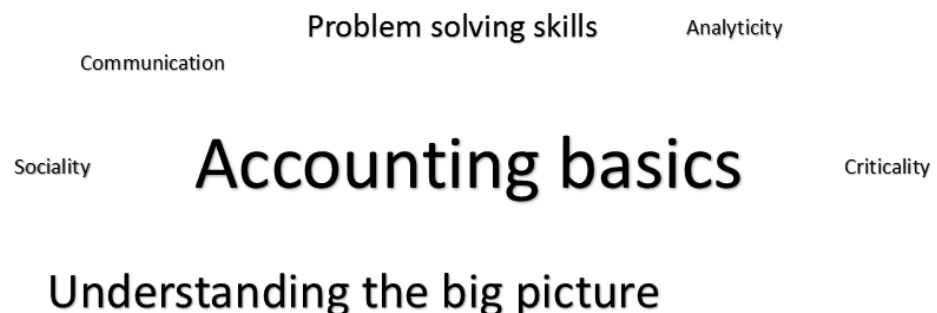 Problem solving skills
Analyticity
Communication
Sociality
Accounting basics
Criticality
Understanding the big picture